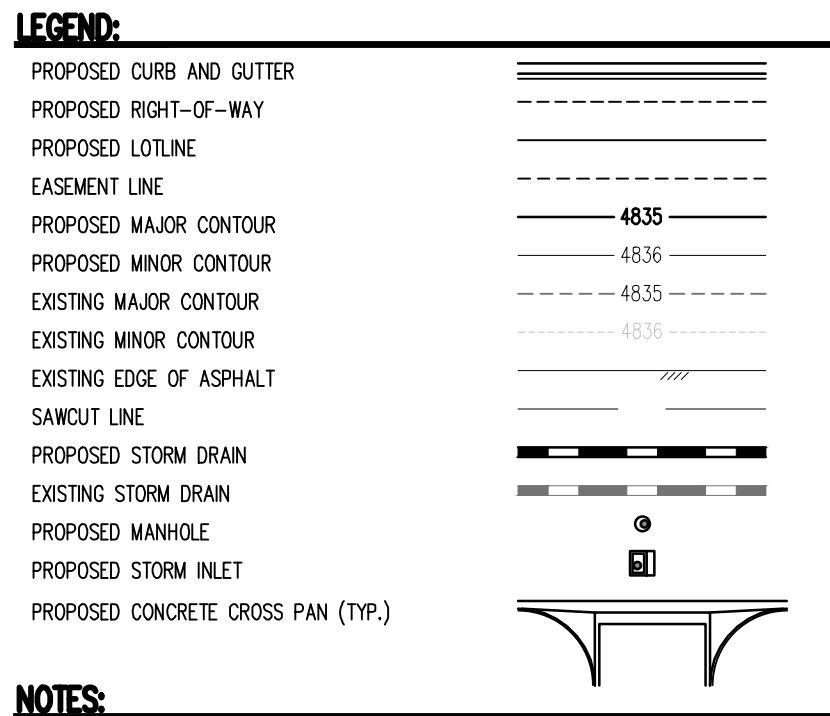 LEGEND:
PROPOSED CURB AND GUTTER
PROPOSED RIGHT-OF-WAY
PROPOSED LOTLINE
EASEMENT LINE
PROPOSED MAJOR CONTOUR 4835
PROPOSED MINOR CONTOUR 4836
EXISTING MAJOR CONTOUR 4835
EXISTING MINOR CONTOUR 4836
EXISTING EDGE OF ASPHALT
SAWCUT LINE
PROPOSED STORM DRAIN
EXISTING STORM DRAIN
PROPOSED MANHOLE
PROPOSED STORM INLET
PROPOSED CONCRETE CROSS PAN (TYP.)
NOTES: